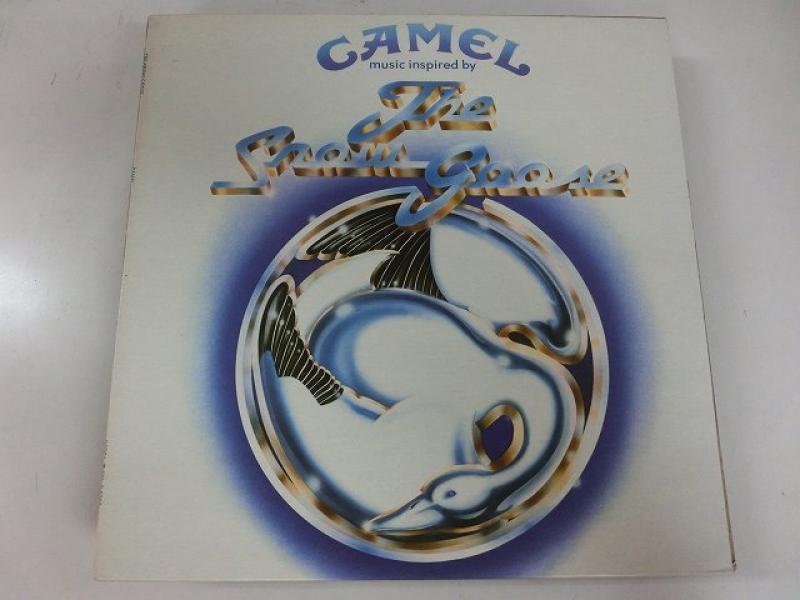 CAMEL
music inspired by
The
Snow Goose